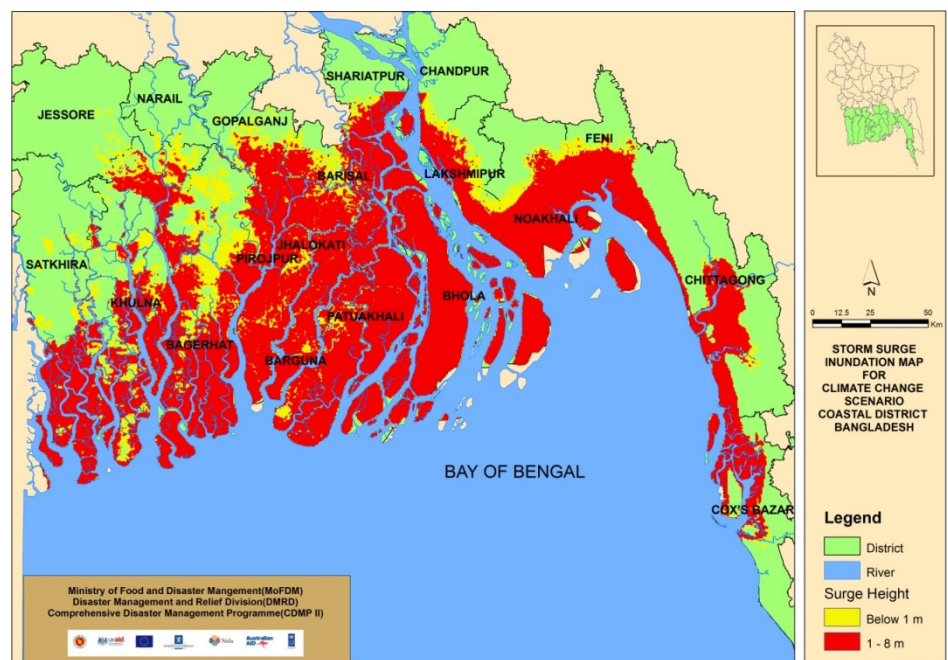 SHARIATPUR
CHANDPUR
JESSORE
NARAIL
GOPALGANJ
FENI
BARISAL
LAKSHMIPUR
NOAKHALI
JHALOKATI
PIROJPUR
SATKHIRA
CHITTAGONG
KHULNA
BHOLA
PATUAKHALI
BAGERHAT
BARGUNA
BAY OF BENGAL
COX'S BAZAR
Ministry of Food and Disaster Mangement(MoFDM)
Disaster Management and Relief Division(DMRD)
Comprehensive Disaster Management Programme(CDMP II)
UKaid
Australian
AID
N
0 12.5 25 50
Km
STORM SURGE
INUNDATION MAP
FOR
CLIMATE CHANGE
SCENARIO
COASTAL DISTRICT
BANGLADESH
Legend
District
River
Surge Height
Below 1 m
1 - 8 m